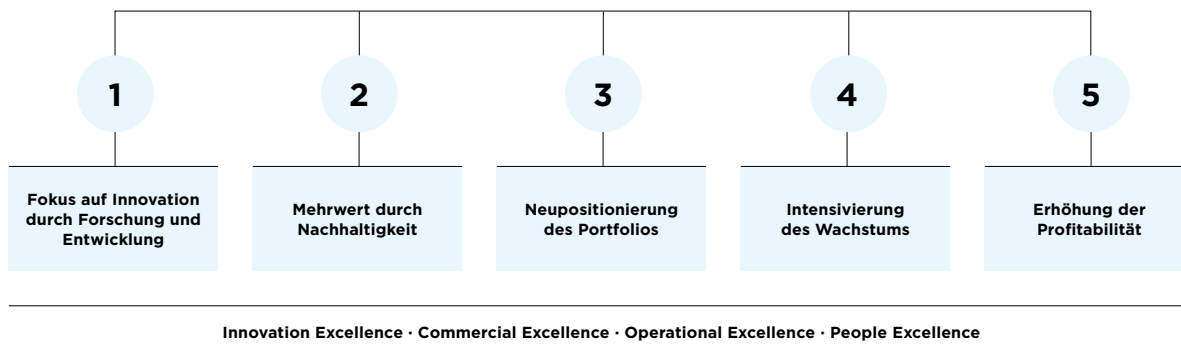 1
2
3
4
5
Fokus auf Innovation
durch Forschung und
Entwicklung
Mehrwert durch
Nachhaltigkeit
Neupositionierung
des Portfolios
Intensivierung
des Wachstums
Erhöhung der
Profitabilität
Innovation Excellence · Commercial Excellence · Operational Excellence · People Excellence